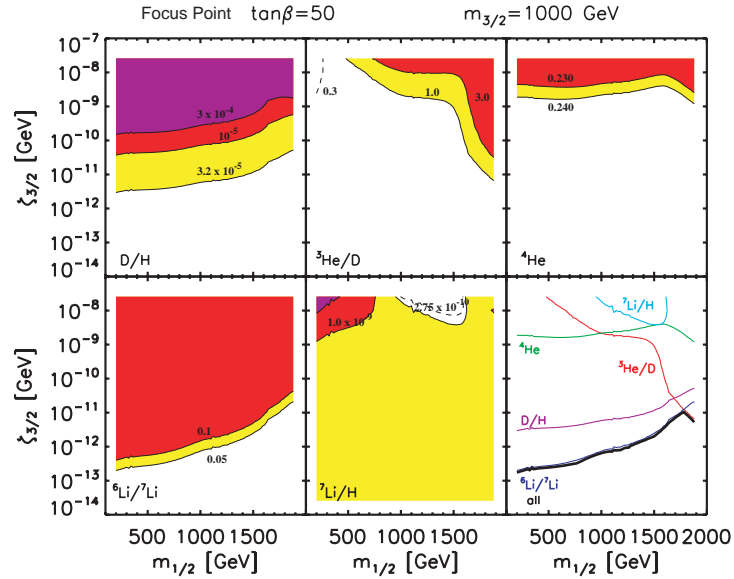 Focus Point tanβ=50 m3/2=1000 GeV
10−7
10−8
10−9
10−10
10−11
10−12
10−13
10−14
ζ3/2 [GeV]
3 x 10−4
10−5
3.2 x 10−5
D/H
0.3
1.0
3.0
3He/D
0.230
0.240
4He
10−8
10−9
10−10
10−11
10−12
10−13
10−14
ζ3/2 [GeV]
0.1
0.05
6Li/7Li
1.0 x 10−9
2.75 x 10−10
7Li/H
7Li/H
4He
3He/D
D/H
6Li/7Li
all
500 1000 1500
500 1000 1500
500 1000 1500 2000
m1/2 [GeV]
m1/2 [GeV]
m1/2 [GeV]